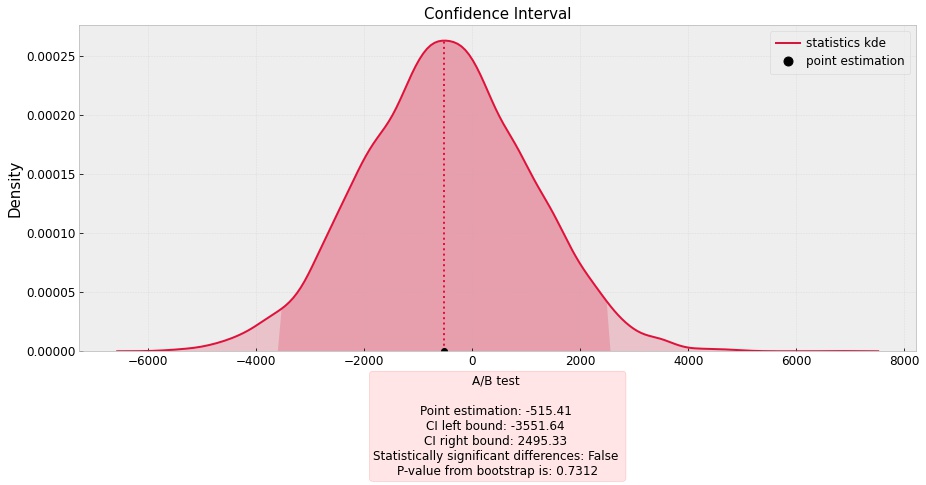 Confidence Interval
statistics kde
point estimation
Density
0.00025
0.00020
0.00015
0.00010
0.00005
0.00000
−6000 −4000 −2000 0 2000 4000 6000 8000
A/B test
Point estimation: -515.41
CI left bound: -3551.64
CI right bound: 2495.33
Statistically significant differences: False
P-value from bootstrap is: 0.7312